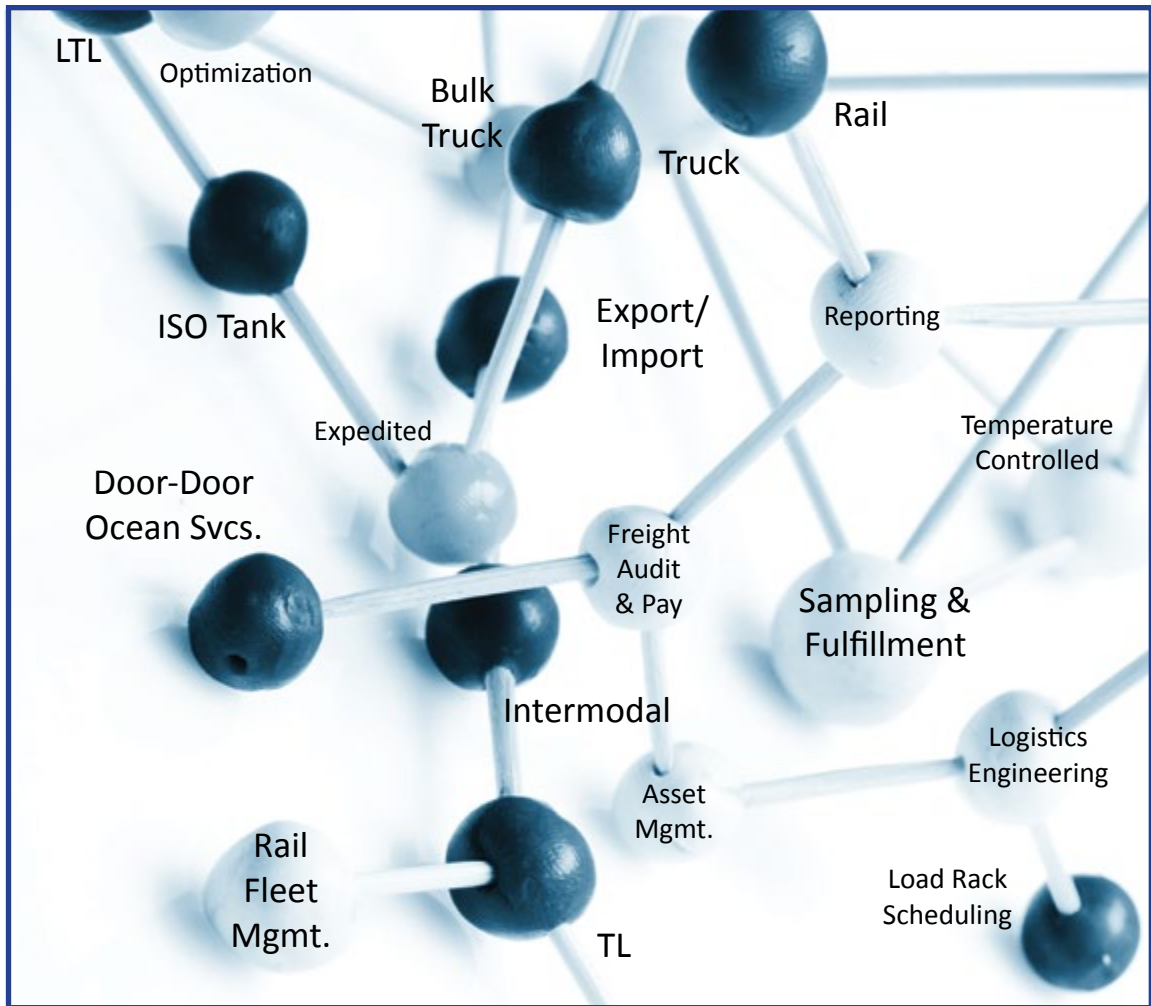 LTL
Optimization
Bulk
Truck
Truck
Rail
ISO Tank
Export/
Import
Reporting
Expedited
Temperature
Controlled
Door-Door
Ocean Svcs.
Freight
Audit
& Pay
Sampling &
Fulfillment
Intermodal
Logistics
Engineering
Asset
Mgmt.
Rail
Fleet
Mgmt.
Load Rack
Scheduling
TL